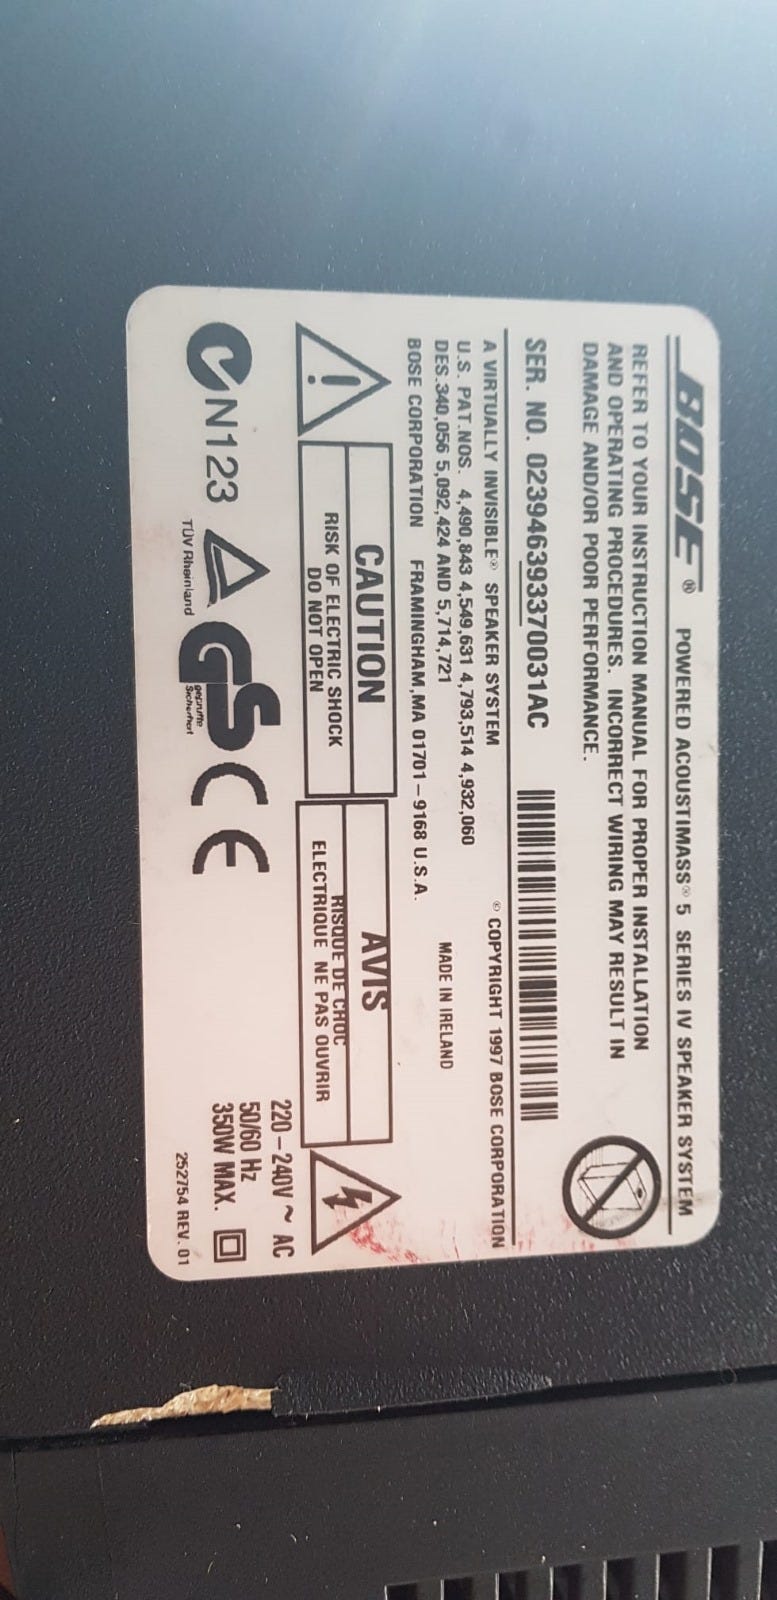 BOSE® POWERED ACOUSTIMASS® 5 SERIES IV SPEAKER SYSTEM
REFER TO YOUR INSTRUCTION MANUAL FOR PROPER INSTALLATION
AND OPERATING PROCEDURES. INCORRECT WIRING MAY RESULT IN
DAMAGE AND/OR POOR PERFORMANCE.
SER. NO. 023946393370031AC
A VIRTUALLY INVISIBLE® SPEAKER SYSTEM © COPYRIGHT 1997 BOSE CORPORATION
U.S. PAT.NOS. 4,490,843 4,549,631 4,793,514 4,932,060
DES.340,056 5,092,424 AND 5,714,721 MADE IN IRELAND
BOSE CORPORATION FRAMINGHAM,MA 01701-9168 U.S.A.
CAUTION
RISK OF ELECTRIC SHOCK
DO NOT OPEN
AVIS
RISQUE DE CHOC
ELECTRIQUE NE PAS OUVRIR
N123
TÜV Rheinland
GS
geprüfte
Sicherheit
CE
220-240V ~ AC
50/60 Hz
350W MAX.
252754 REV. 01